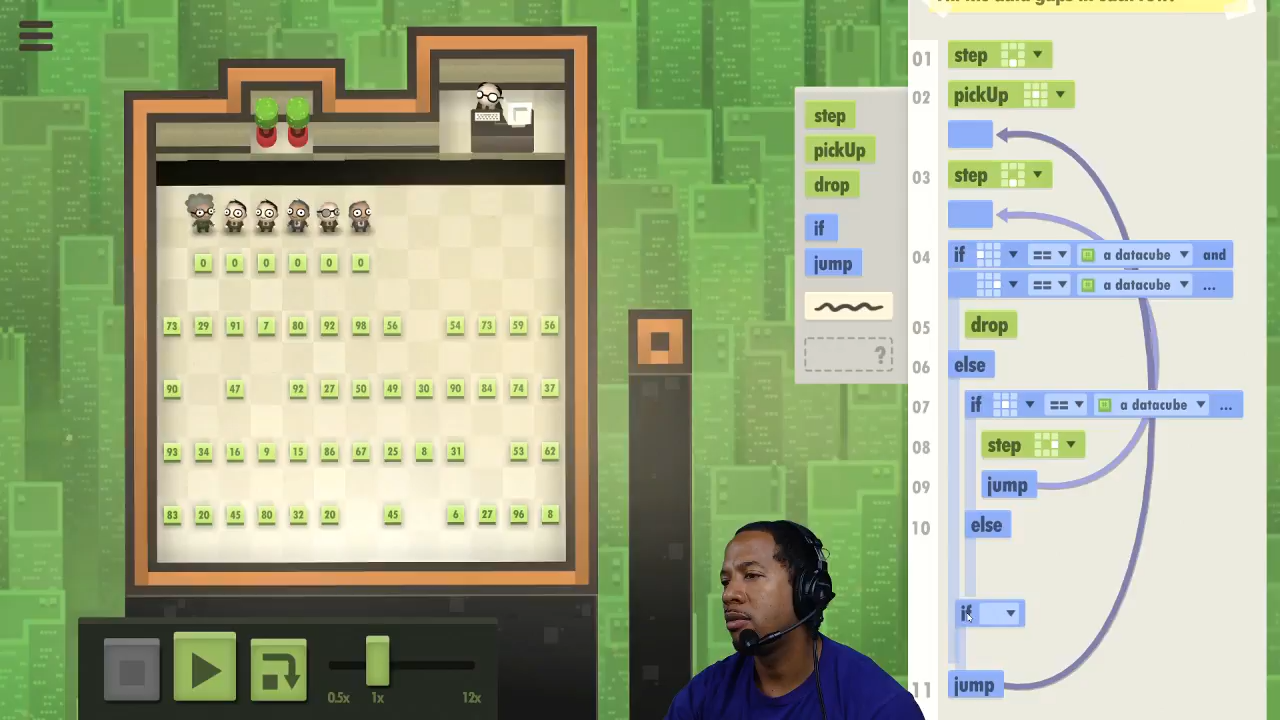 01 step
02 pickUp
03 step
04 if == a datacube and
== a datacube ...
05 drop
06 else
07 if == a datacube ...
08 step
09 jump
10 else
if
11 jump
step
pickUp
drop
if
jump
?
0 0 0 0 0 0
73 29 91 7 80 92 98 56 54 73 59 56
90 47 92 27 50 49 30 90 84 74 37
93 34 16 9 15 86 67 25 8 31 53 62
83 20 45 80 32 20 45 6 27 96 8
0.5x 1x 12x